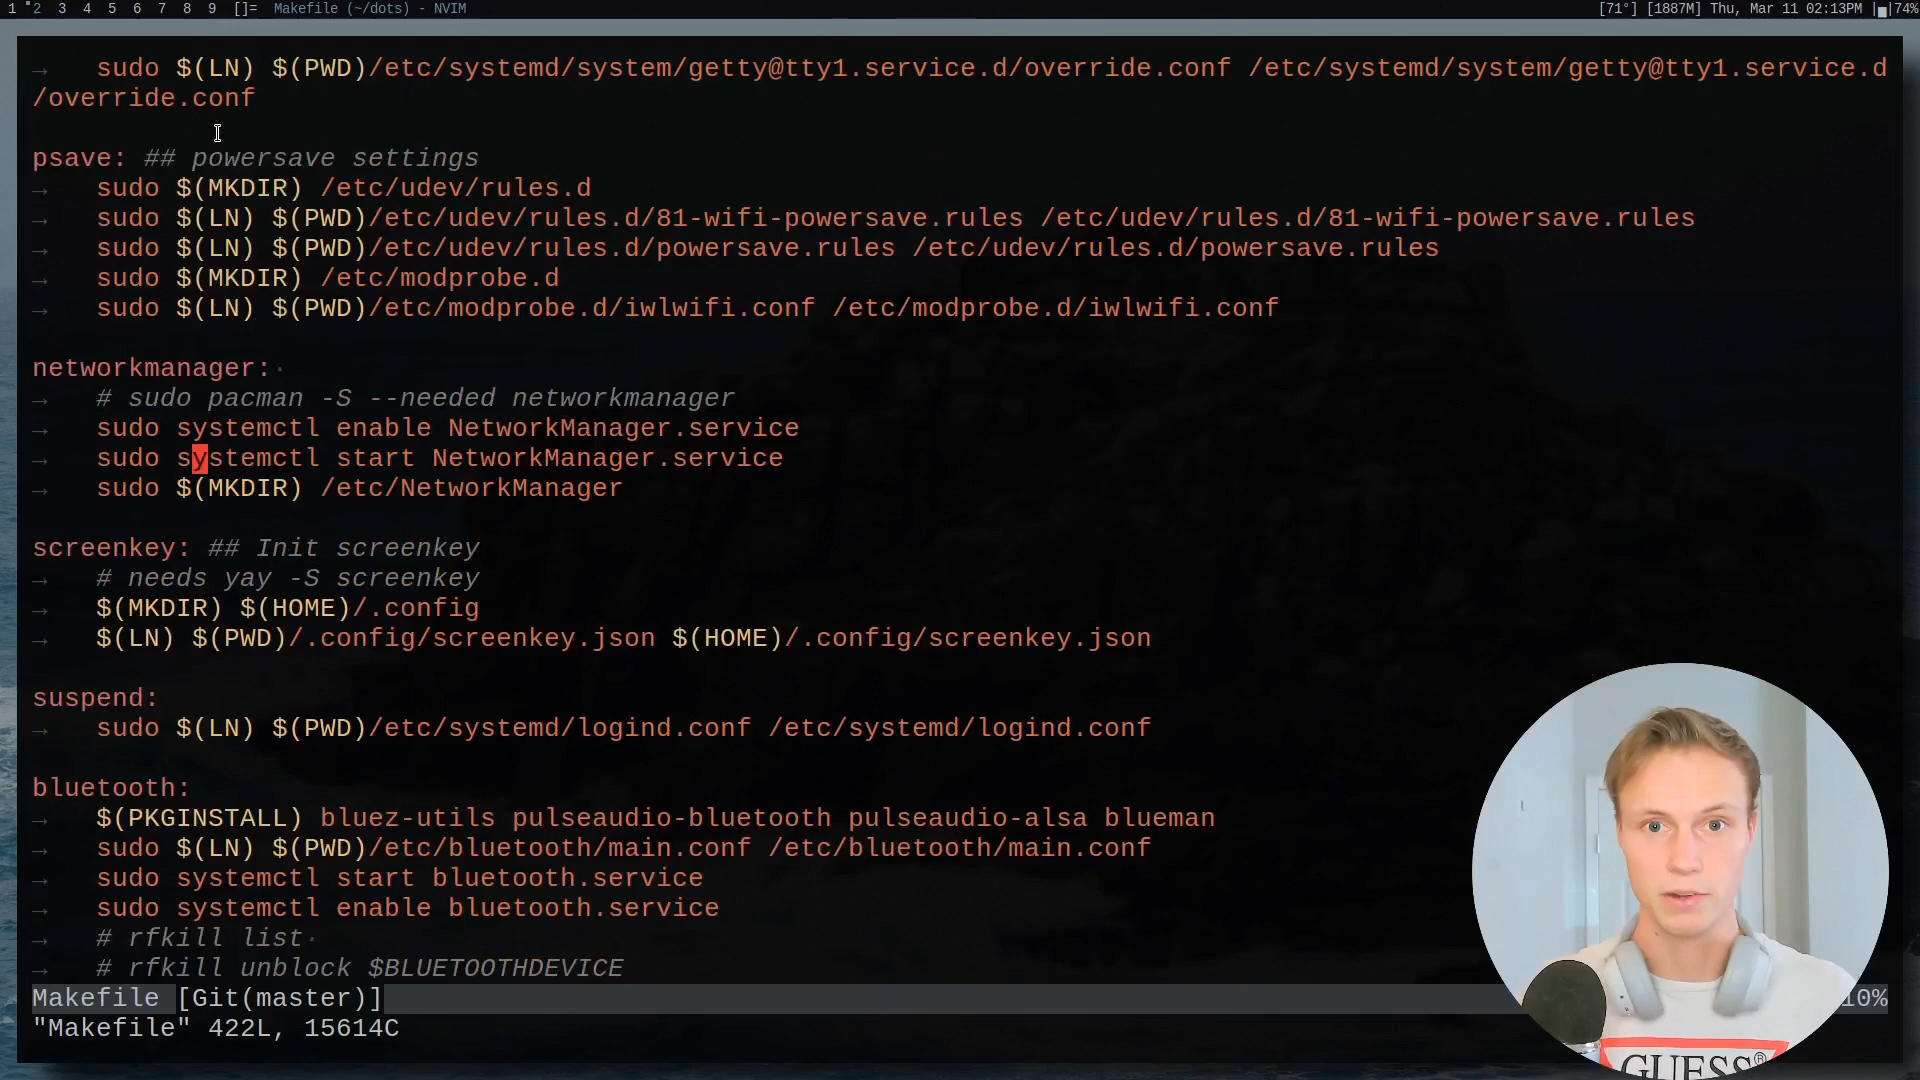 1 2 3 4 5 6 7 8 9 []= Makefile (~/dots) - NVIM [71°] [1887M] Thu, Mar 11 02:13PM 74%
→ sudo $(LN) $(PWD)/etc/systemd/system/getty@tty1.service.d/override.conf /etc/systemd/system/getty@tty1.service.d
/override.conf
psave: ## powersave settings
→ sudo $(MKDIR) /etc/udev/rules.d
→ sudo $(LN) $(PWD)/etc/udev/rules.d/81-wifi-powersave.rules /etc/udev/rules.d/81-wifi-powersave.rules
→ sudo $(LN) $(PWD)/etc/udev/rules.d/powersave.rules /etc/udev/rules.d/powersave.rules
→ sudo $(MKDIR) /etc/modprobe.d
→ sudo $(LN) $(PWD)/etc/modprobe.d/iwlwifi.conf /etc/modprobe.d/iwlwifi.conf
networkmanager:·
→ # sudo pacman -S --needed networkmanager
→ sudo systemctl enable NetworkManager.service
→ sudo systemctl start NetworkManager.service
→ sudo $(MKDIR) /etc/NetworkManager
screenkey: ## Init screenkey
→ # needs yay -S screenkey
→ $(MKDIR) $(HOME)/.config
→ $(LN) $(PWD)/.config/screenkey.json $(HOME)/.config/screenkey.json
suspend:
→ sudo $(LN) $(PWD)/etc/systemd/logind.conf /etc/systemd/logind.conf
bluetooth:
→ $(PKGINSTALL) bluez-utils pulseaudio-bluetooth pulseaudio-alsa blueman
→ sudo $(LN) $(PWD)/etc/bluetooth/main.conf /etc/bluetooth/main.conf
→ sudo systemctl start bluetooth.service
→ sudo systemctl enable bluetooth.service
→ # rfkill list·
→ # rfkill unblock $BLUETOOTHDEVICE
Makefile [Git(master)] 10%
"Makefile" 422L, 15614C
GUESS®